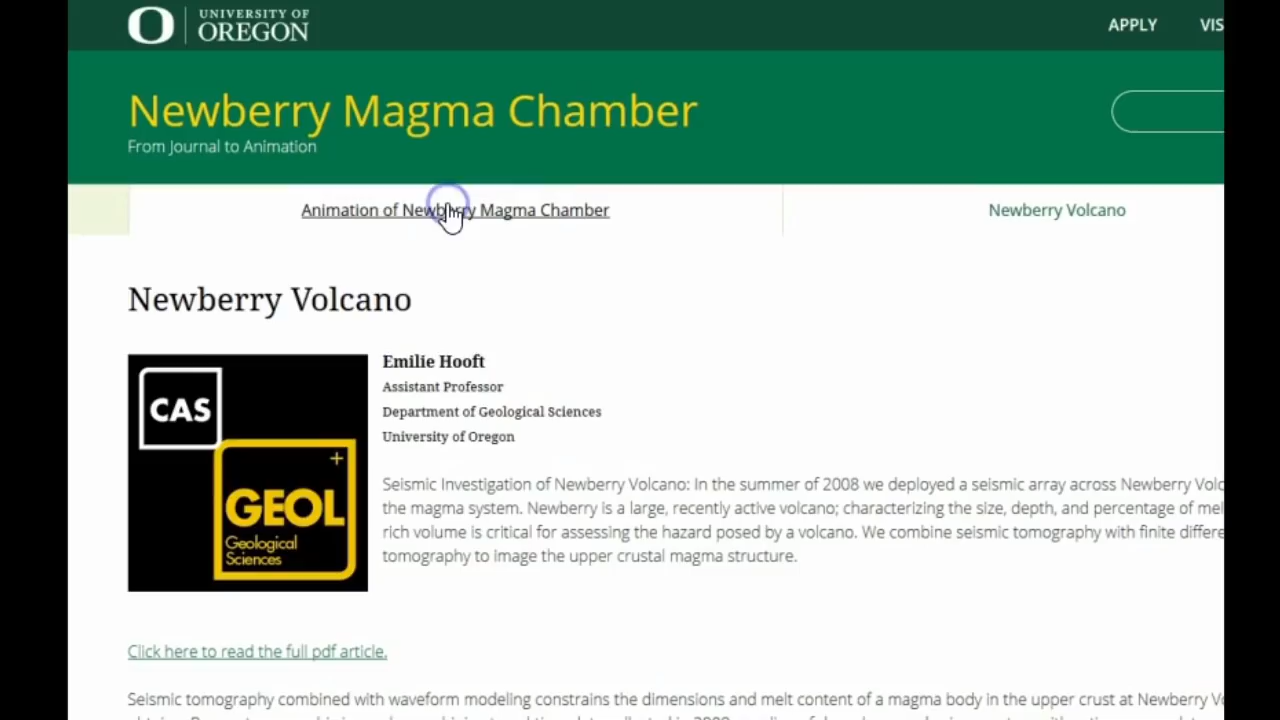 UNIVERSITY OF
OREGON
APPLY
Newberry Magma Chamber
From Journal to Animation
Animation of Newberry Magma Chamber
Newberry Volcano
Newberry Volcano
CAS
GEOL
Geological
Sciences
Emilie Hooft
Assistant Professor
Department of Geological Sciences
University of Oregon
Seismic Investigation of Newberry Volcano: In the summer of 2008 we deployed a seismic array across Newberry
the magma system. Newberry is a large, recently active volcano; characterizing the size, depth, and percentage of
rich volume is critical for assessing the hazard posed by a volcano. We combine seismic tomography with finite
tomography to image the upper crustal magma structure.
Click here to read the full pdf article.
Seismic tomography combined with waveform modeling constrains the dimensions and melt content of a magma body in the upper crust at Newberry